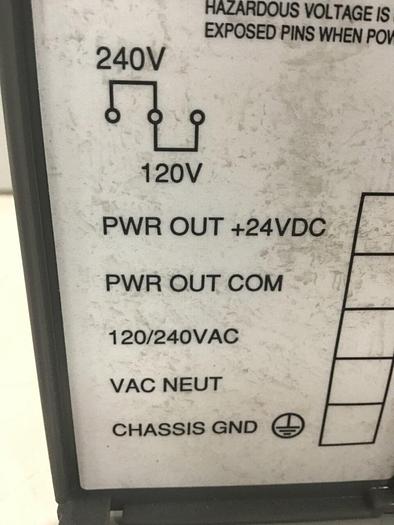 HAZARDOUS VOLTAGE IS
EXPOSED PINS WHEN POW
240V
120V
PWR OUT +24VDC
PWR OUT COM
120/240VAC
VAC NEUT
CHASSIS GND